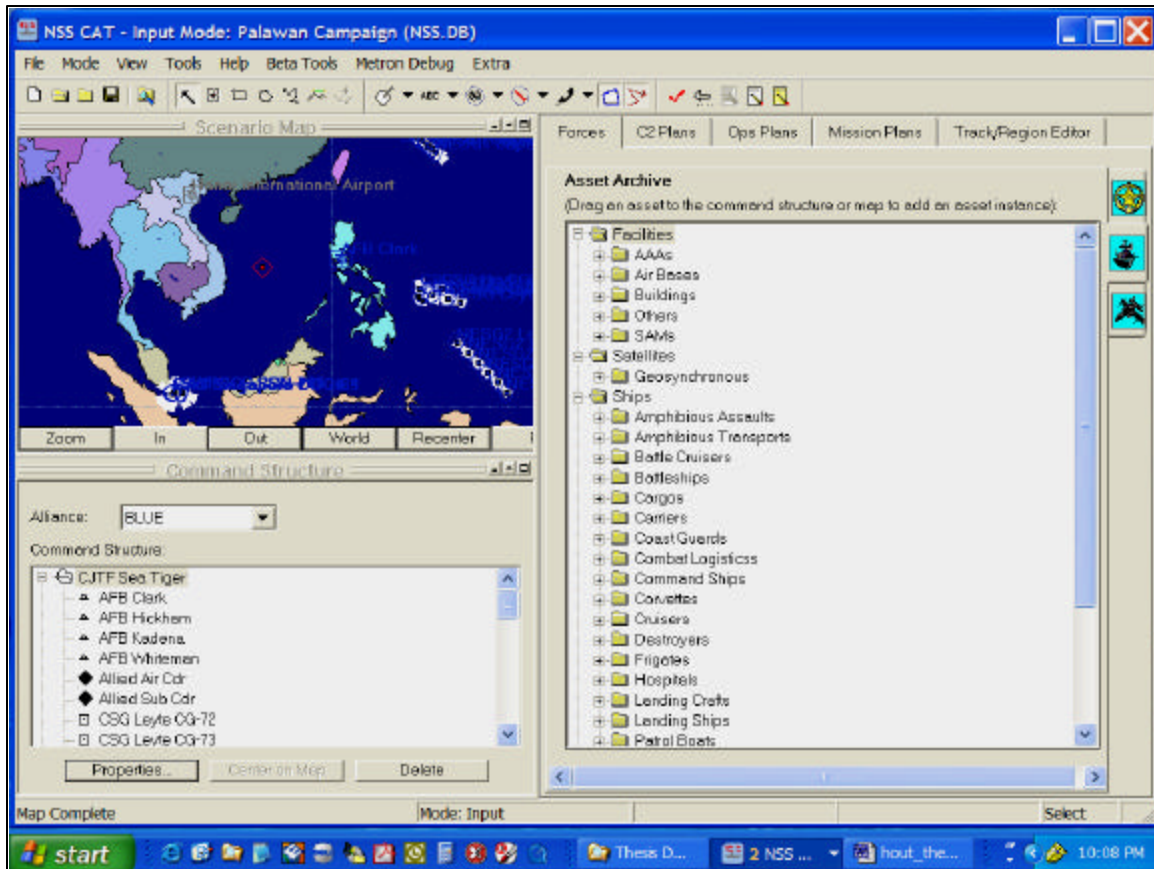 NSS CAT - Input Mode: Palawan Campaign (NSS.DB)
File Mode View Tools Help Beta Tools Metron Debug Extra
ABC
Scenario Map
International Airport
AFB Clark
Zoom In Out World Recenter
Command Structure
Alliance: BLUE
Command Structure:
CJTF Sea Tiger
AFB Clark
AFB Hickham
AFB Kadena
AFB Whiteman
Allied Air Cdr
Allied Sub Cdr
CSG Leyte CG-72
CSG Leyte CG-73
Properties... Center on Map Delete
Forces C2 Plans Ops Plans Mission Plans Track/Region Editor
Asset Archive
(Drag an asset to the command structure or map to add an asset instance):
Facilities
AAAs
Air Bases
Buildings
Others
SAMs
Satellites
Geosynchronous
Ships
Amphibious Assaults
Amphibious Transports
Battle Cruisers
Battleships
Cargos
Carriers
Coast Guards
Combat Logisticss
Command Ships
Corvettes
Cruisers
Destroyers
Frigates
Hospitals
Landing Crafts
Landing Ships
Patrol Boats
Map Complete Mode: Input Select
start Thesis D... 2 NSS ... hout_the... 10:08 PM